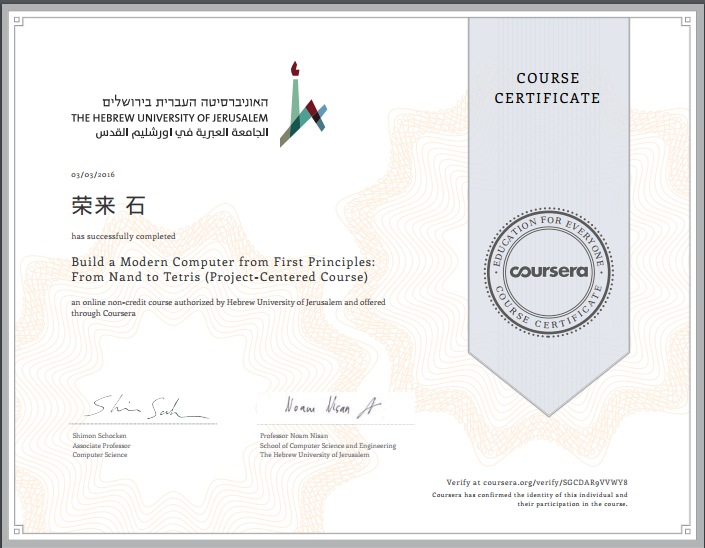 האוניברסיטה העברית בירושלים
THE HEBREW UNIVERSITY OF JERUSALEM
الجامعة العبرية في اورشليم القدس
03/03/2016
荣来 石
has successfully completed
Build a Modern Computer from First Principles:
From Nand to Tetris (Project-Centered Course)
an online non-credit course authorized by Hebrew University of Jerusalem and offered
through Coursera
Shimon Schocken
Associate Professor
Computer Science
Noam Nisan
Professor Noam Nisan
School of Computer Science and Engineering
The Hebrew University of Jerusalem
COURSE
CERTIFICATE
EDUCATION FOR EVERYONE
coursera
COURSE CERTIFICATE
Verify at coursera.org/verify/SGCDAR9VVWY8
Coursera has confirmed the identity of this individual and
their participation in the course.